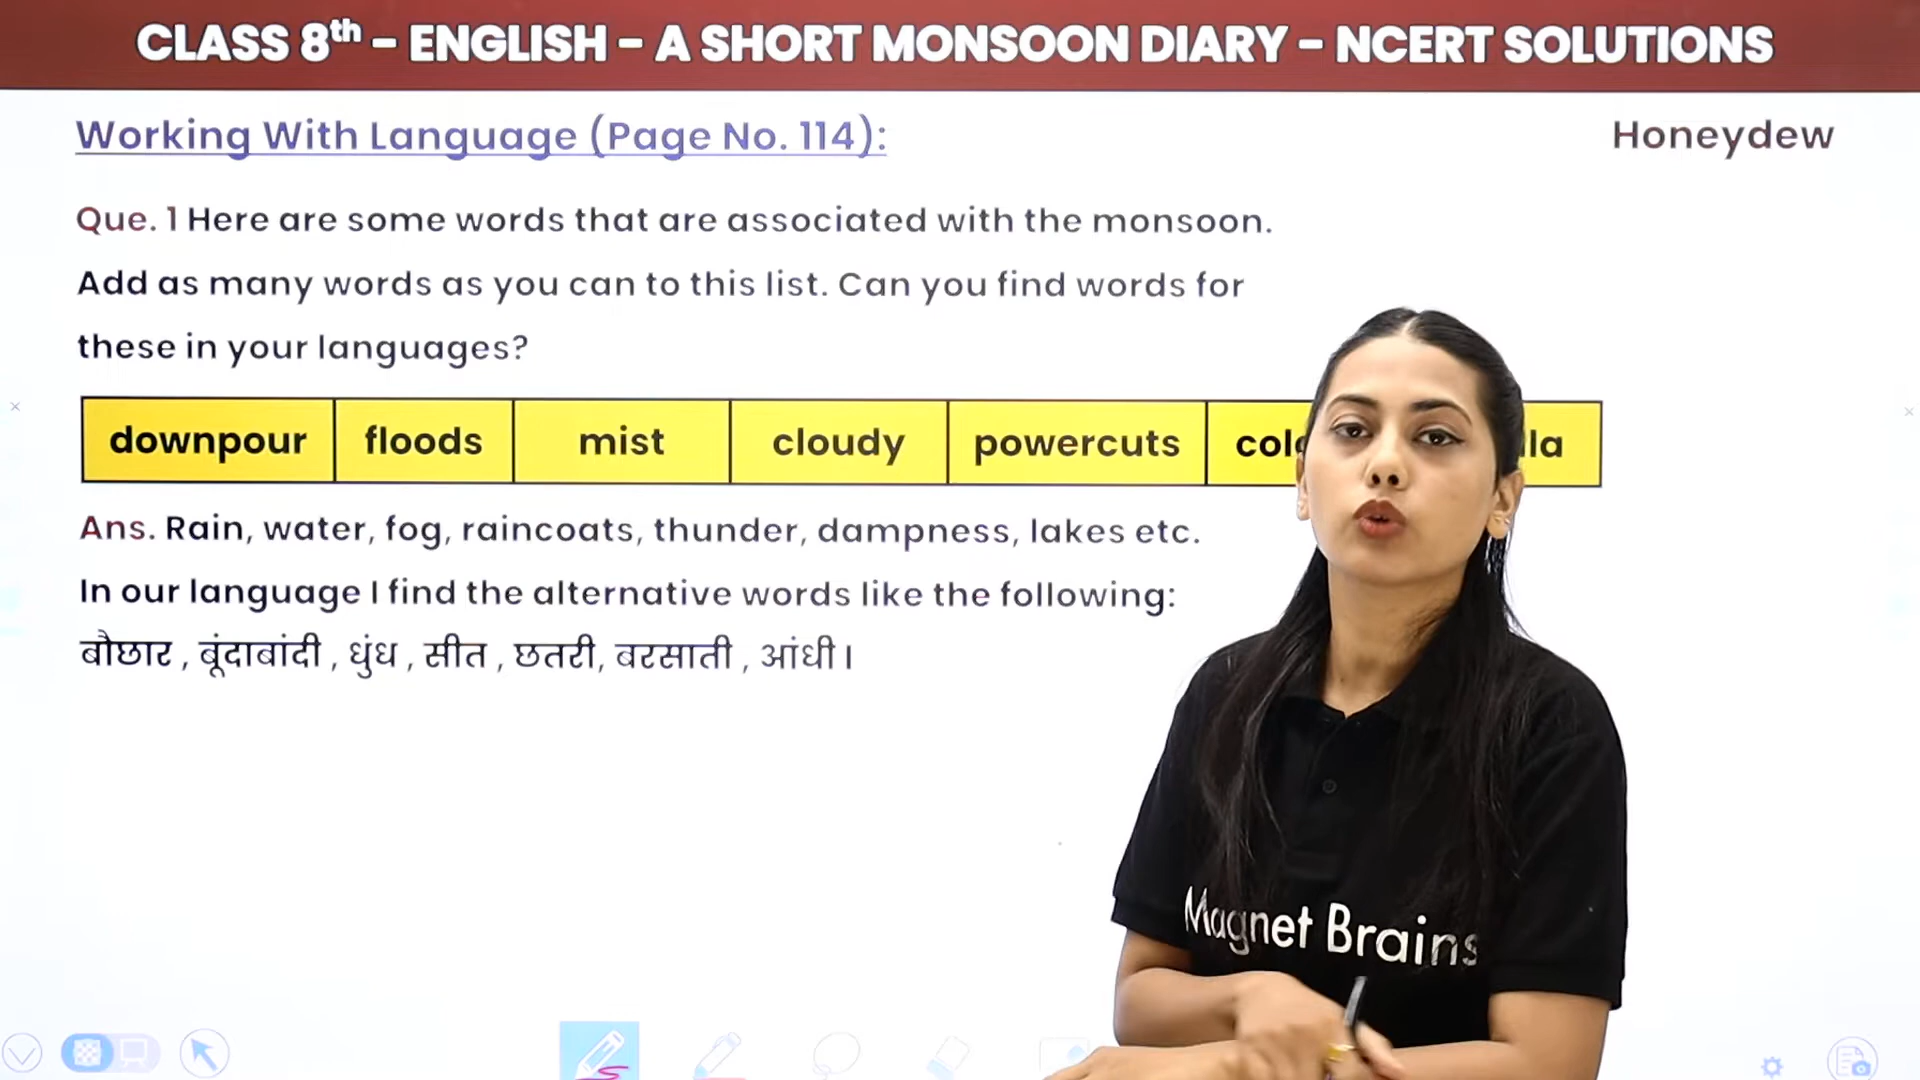 CLASS 8th - ENGLISH - A SHORT MONSOON DIARY - NCERT SOLUTIONS
Working With Language (Page No. 114):
Honeydew
Que. 1 Here are some words that are associated with the monsoon.
Add as many words as you can to this list. Can you find words for
these in your languages?
downpour floods mist cloudy powercuts
Ans. Rain, water, fog, raincoats, thunder, dampness, lakes etc.
In our language I find the alternative words like the following:
बौछार , बूंदाबांदी , धुंध , सीत , छतरी, बरसाती , आंधी ।
Magnet Brains